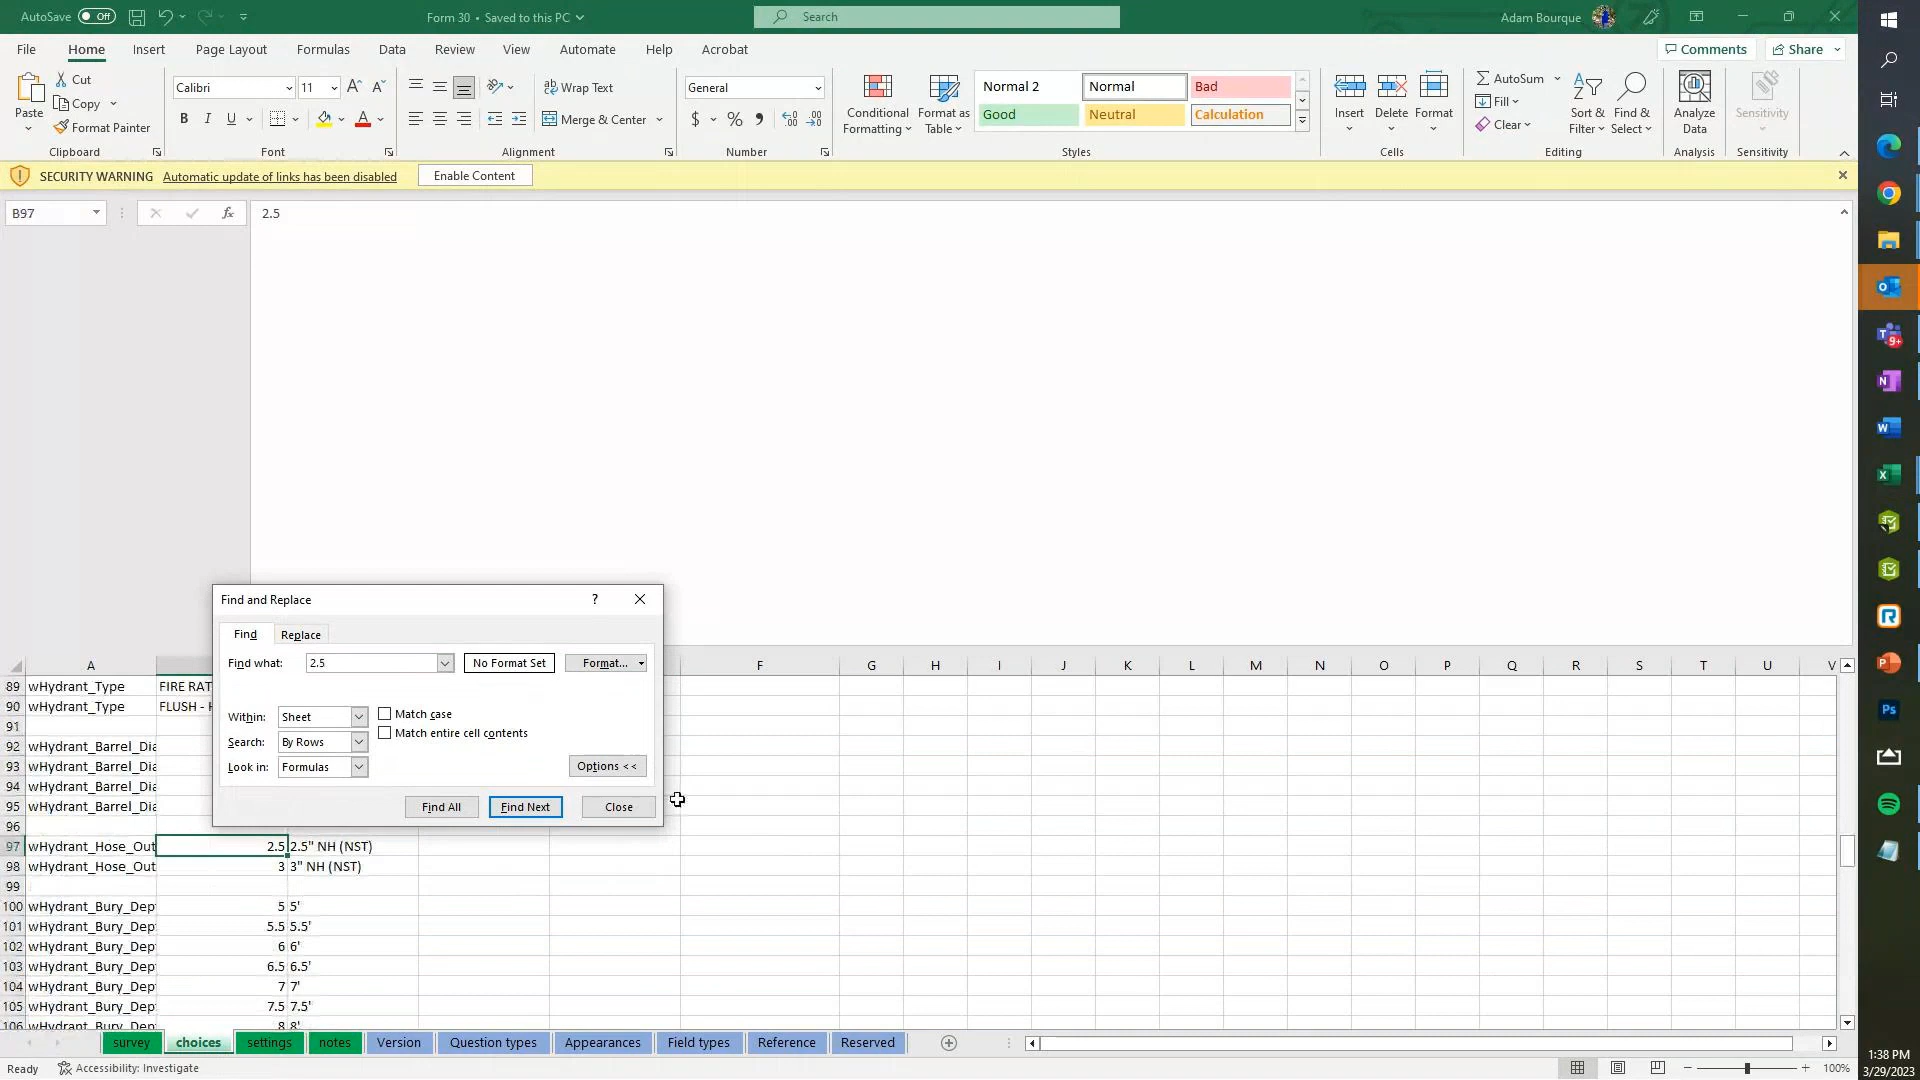 AutoSave Off Form 30 • Saved to this PC Search Adam Bourque
File Home Insert Page Layout Formulas Data Review View Automate Help Acrobat Comments Share
Paste Cut Copy Format Painter Clipboard
Calibri 11 B I U A Font
Wrap Text Merge & Center Alignment
General $ % Number
Conditional Formatting Format as Table
Normal 2 Normal Bad
Good Neutral Calculation
Styles
Insert Delete Format Cells
AutoSum Fill Clear Sort & Filter Find & Select Editing
Analyze Data Analysis
Sensitivity Sensitivity
SECURITY WARNING Automatic update of links has been disabled Enable Content
B97 fx 2.5
Find and Replace ?
Find Replace
Find what: 2.5 No Format Set Format...
Within: Sheet Match case
Search: By Rows Match entire cell contents
Look in: Formulas Options <<
Find All Find Next Close
A F G H I J K L M N O P Q R S T U V
89 wHydrant_Type FIRE RAT
90 wHydrant_Type FLUSH - H
91
92 wHydrant_Barrel_Dia
93 wHydrant_Barrel_Dia
94 wHydrant_Barrel_Dia
95 wHydrant_Barrel_Dia
96
97 wHydrant_Hose_Out 2.5 2.5" NH (NST)
98 wHydrant_Hose_Out 3 3" NH (NST)
99
100 wHydrant_Bury_Dep 5 5'
101 wHydrant_Bury_Dep 5.5 5.5'
102 wHydrant_Bury_Dep 6 6'
103 wHydrant_Bury_Dep 6.5 6.5'
104 wHydrant_Bury_Dep 7 7'
105 wHydrant_Bury_Dep 7.5 7.5'
106 wHydrant_Bury_Dep 8 8'
survey choices settings notes Version Question types Appearances Field types Reference Reserved
Ready Accessibility: Investigate 100%
1:38 PM
3/29/2023